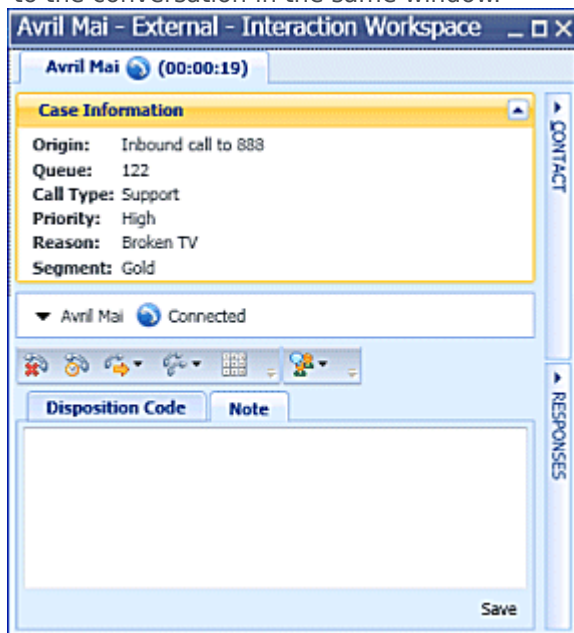 to the conversation in the same window.
Avril Mai - External - Interaction Workspace
Avril Mai (00:00:19)
Case Information
Origin: Inbound call to 888
Queue: 122
Call Type: Support
Priority: High
Reason: Broken TV
Segment: Gold
Avril Mai Connected
Disposition Code Note
Save
CONTACT
RESPONSES